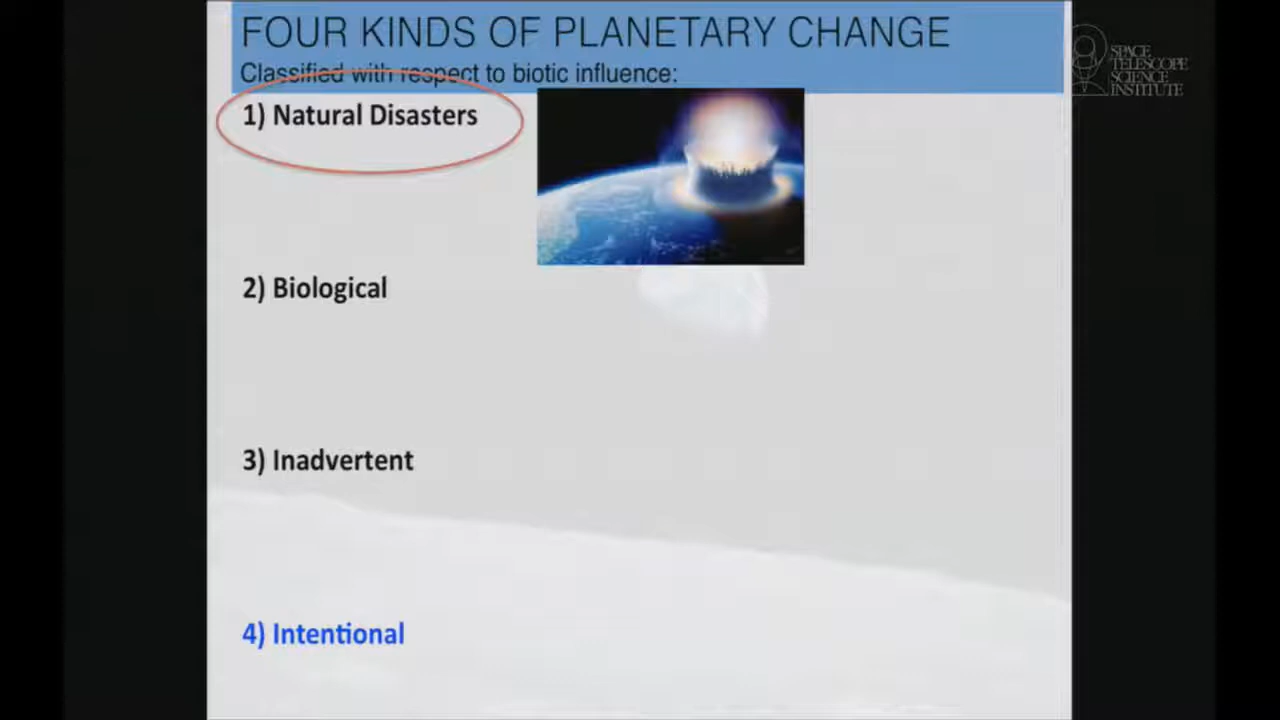 FOUR KINDS OF PLANETARY CHANGE
Classified with respect to biotic influence:
1) Natural Disasters
2) Biological
3) Inadvertent
4) Intentional
SPACE
TELESCOPE
SCIENCE
INSTITUTE